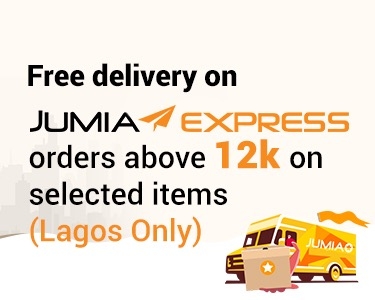 Free delivery on
JUMIA EXPRESS
orders above 12k on
selected items
(Lagos Only)
JUMIA